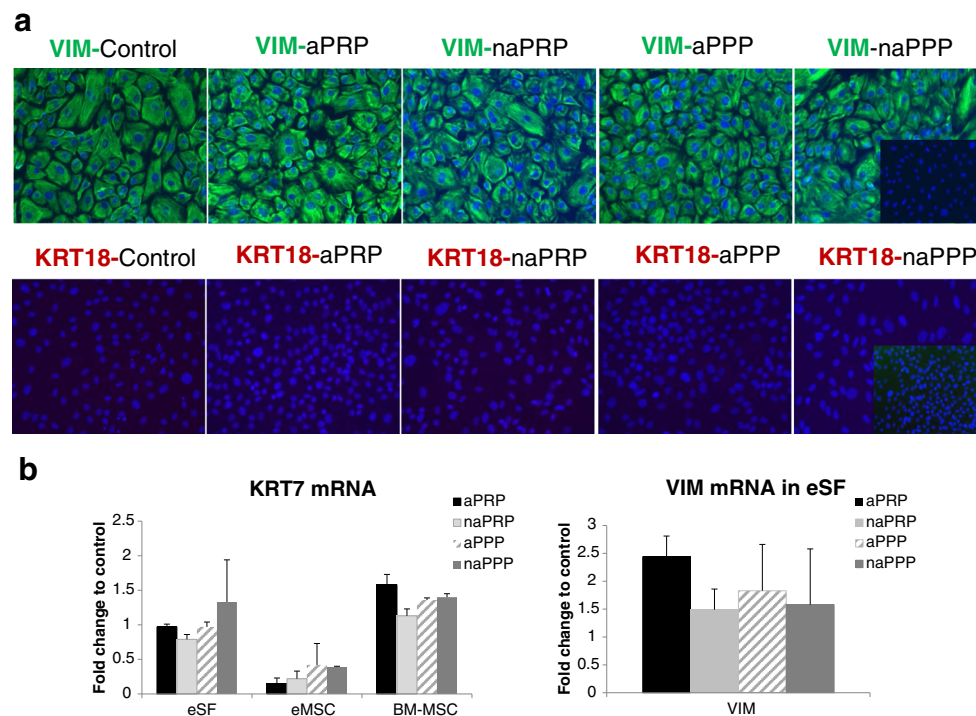 a
VIM-Control
VIM-aPRP
VIM-naPRP
VIM-aPPP
VIM-naPPP
KRT18-Control
KRT18-aPRP
KRT18-naPRP
KRT18-aPPP
KRT18-naPPP
b
KRT7 mRNA
aPRP
naPRP
aPPP
naPPP
Fold change to control
2.5
2
1.5
1
0.5
0
eSF
eMSC
BM-MSC
VIM mRNA in eSF
aPRP
naPRP
aPPP
naPPP
Fold change to control
3
2.5
2
1.5
1
0.5
0
VIM